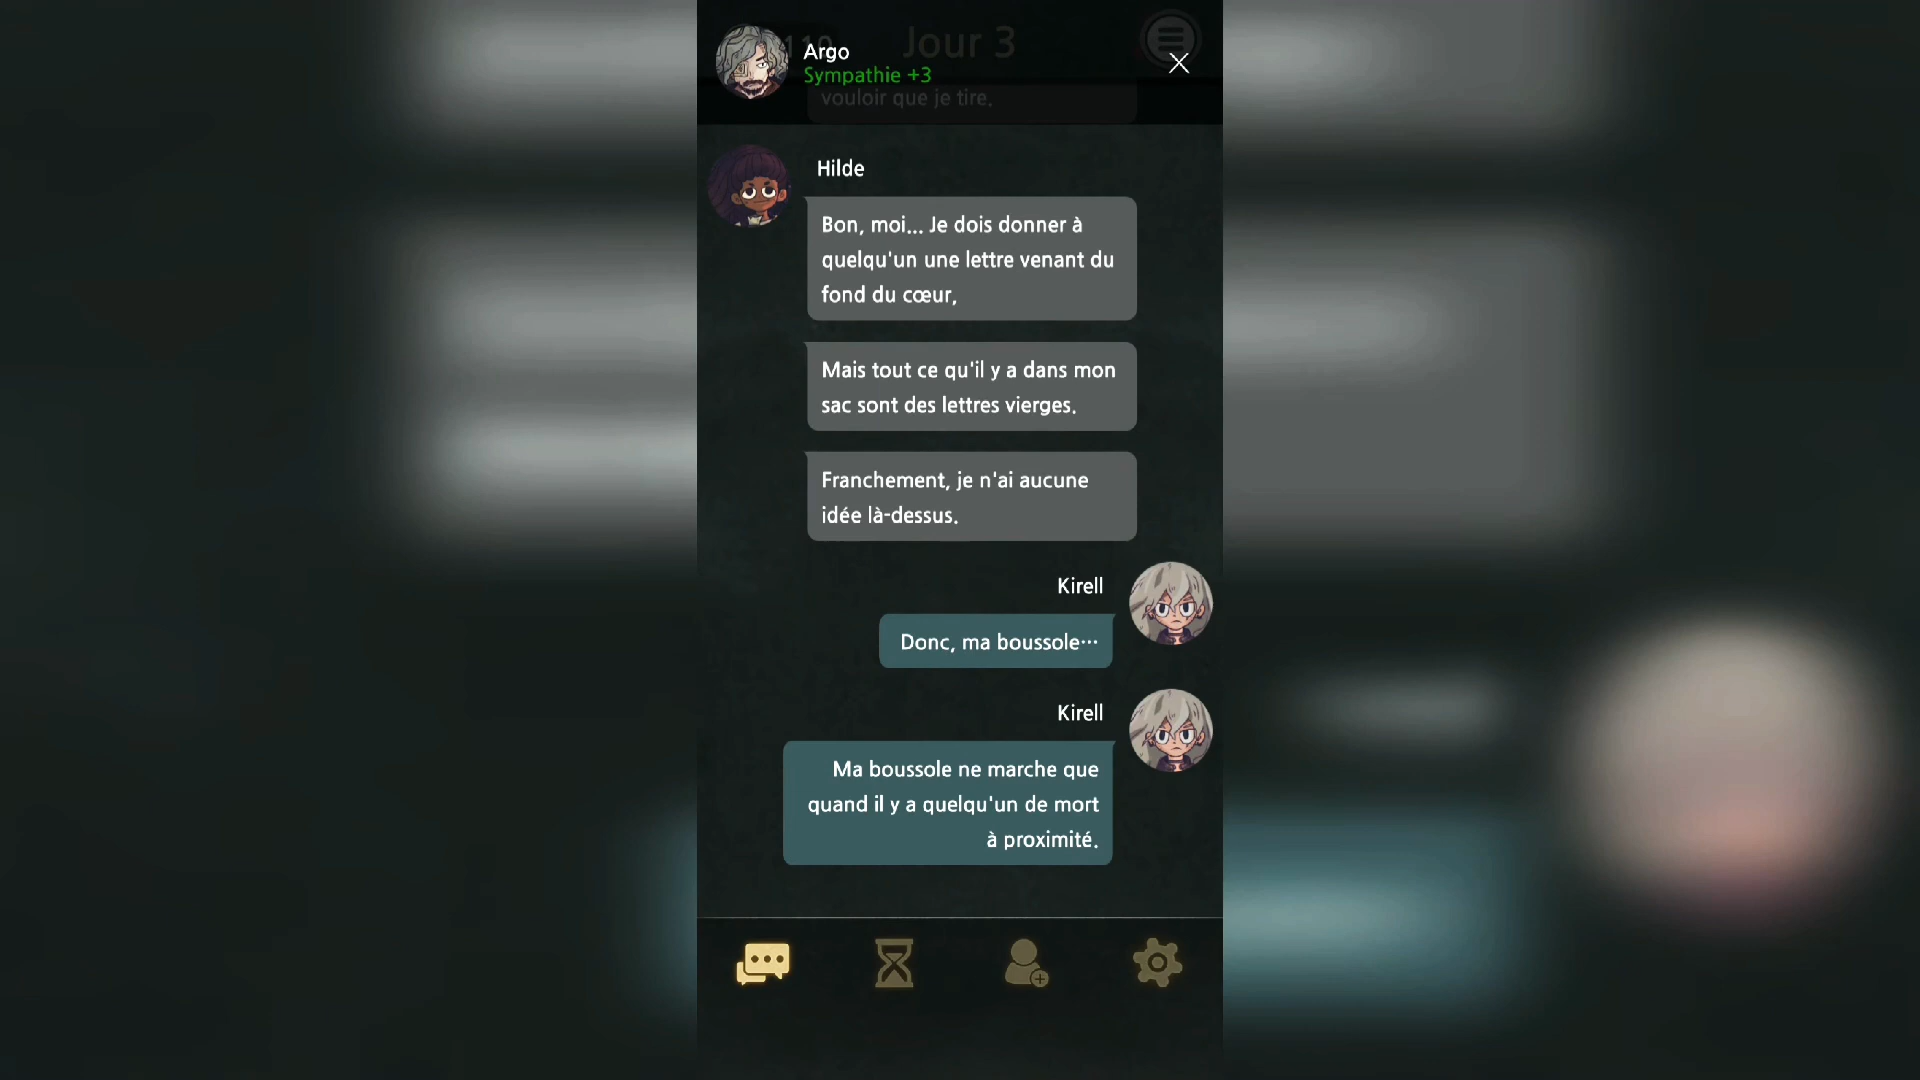 Jour 3
Argo
Sympathie +3
vouloir que je tire.
Hilde
Bon, moi... Je dois donner à
quelqu'un une lettre venant du
fond du cœur,
Mais tout ce qu'il y a dans mon
sac sont des lettres vierges.
Franchement, je n'ai aucune
idée là-dessus.
Kirell
Donc, ma boussole…
Kirell
Ma boussole ne marche que
quand il y a quelqu'un de mort
à proximité.